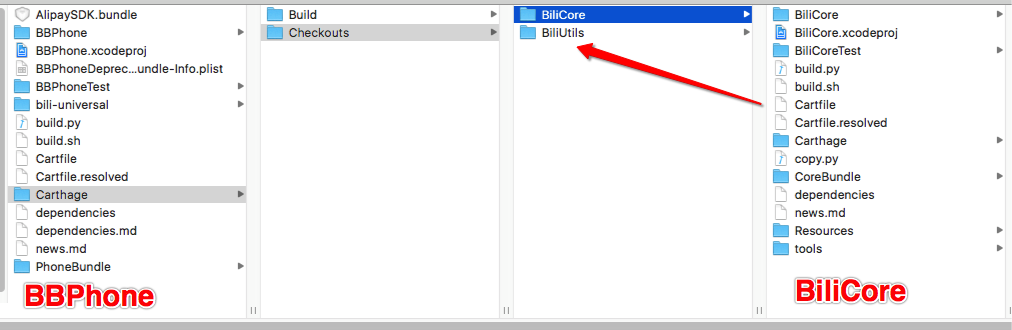 AlipaySDK.bundle
BBPhone
BBPhone.xcodeproj
BBPhoneDeprec...undle-Info.plist
BBPhoneTest
bili-universal
build.py
build.sh
Cartfile
Cartfile.resolved
Carthage
dependencies
dependencies.md
news.md
PhoneBundle
BBPhone
Build
Checkouts
BiliCore
BiliUtils
BiliCore
BiliCore.xcodeproj
BiliCoreTest
build.py
build.sh
Cartfile
Cartfile.resolved
Carthage
copy.py
CoreBundle
dependencies
news.md
Resources
tools
BiliCore